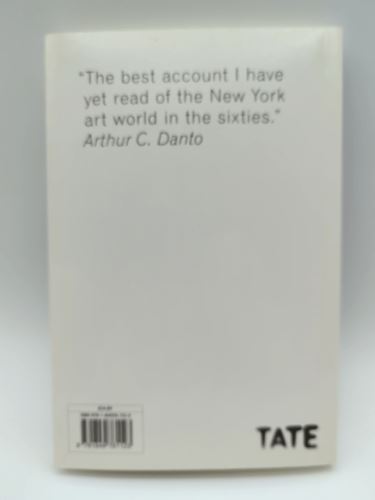 “The best account I have
yet read of the New York
art world in the sixties.”
Arthur C. Danto
TATE